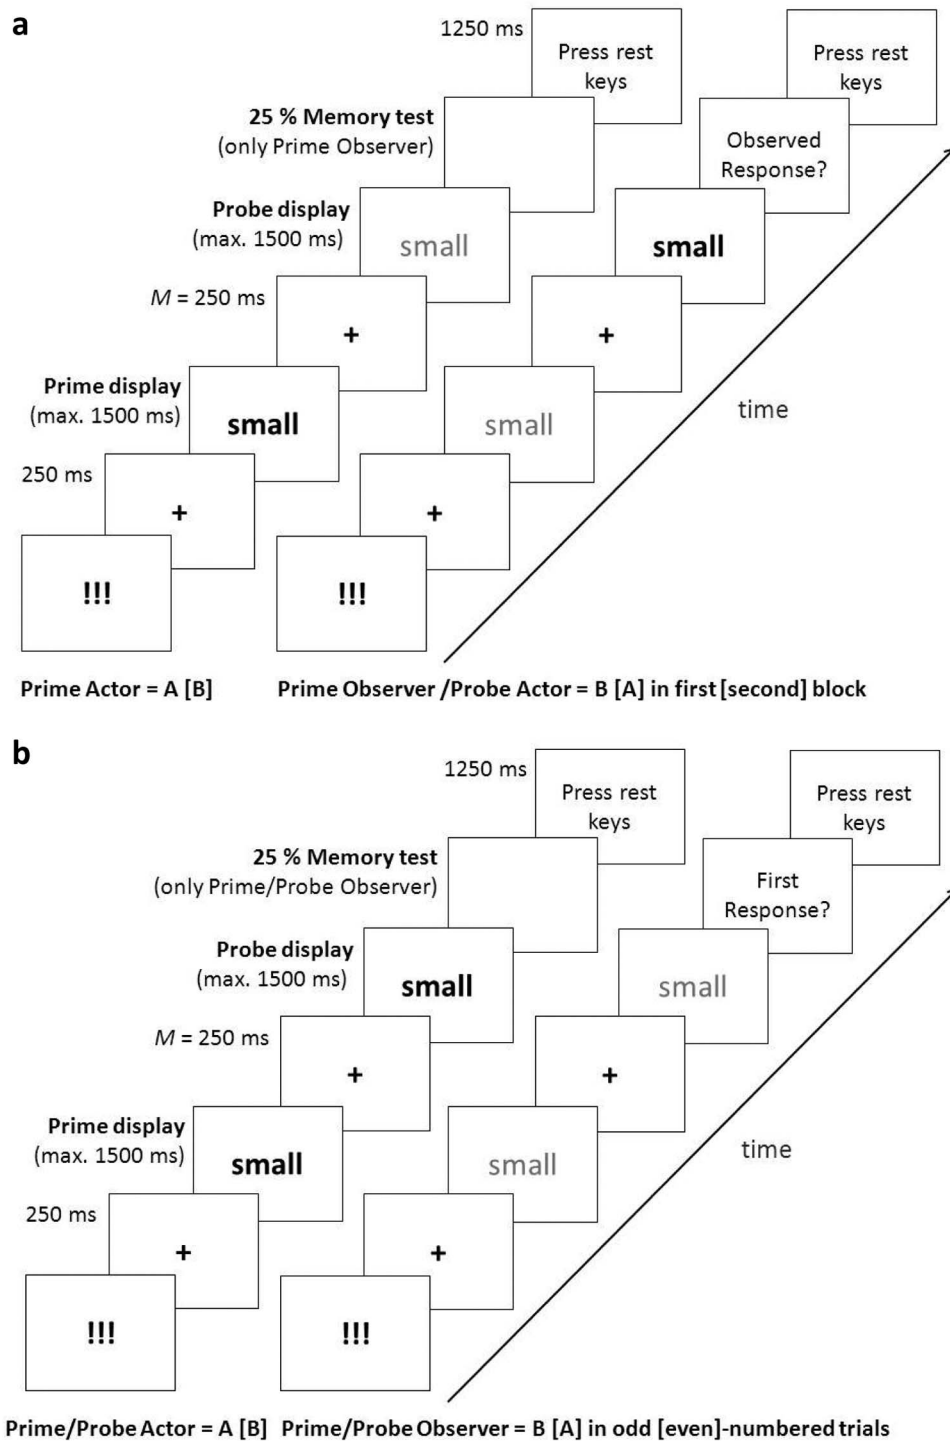 a
1250 ms
Press rest
keys
Press rest
keys
25 % Memory test
(only Prime Observer)
Observed
Response?
Probe display
(max. 1500 ms)
small
small
M = 250 ms
+
+
Prime display
(max. 1500 ms)
small
small
time
250 ms
+
+
!!!
!!!
Prime Actor = A [B]
Prime Observer /Probe Actor = B [A] in first [second] block
b
1250 ms
Press rest
keys
Press rest
keys
25 % Memory test
(only Prime/Probe Observer)
First
Response?
Probe display
(max. 1500 ms)
small
small
M = 250 ms
+
+
Prime display
(max. 1500 ms)
small
small
time
250 ms
+
+
!!!
!!!
Prime/Probe Actor = A [B]
Prime/Probe Observer = B [A] in odd [even]-numbered trials